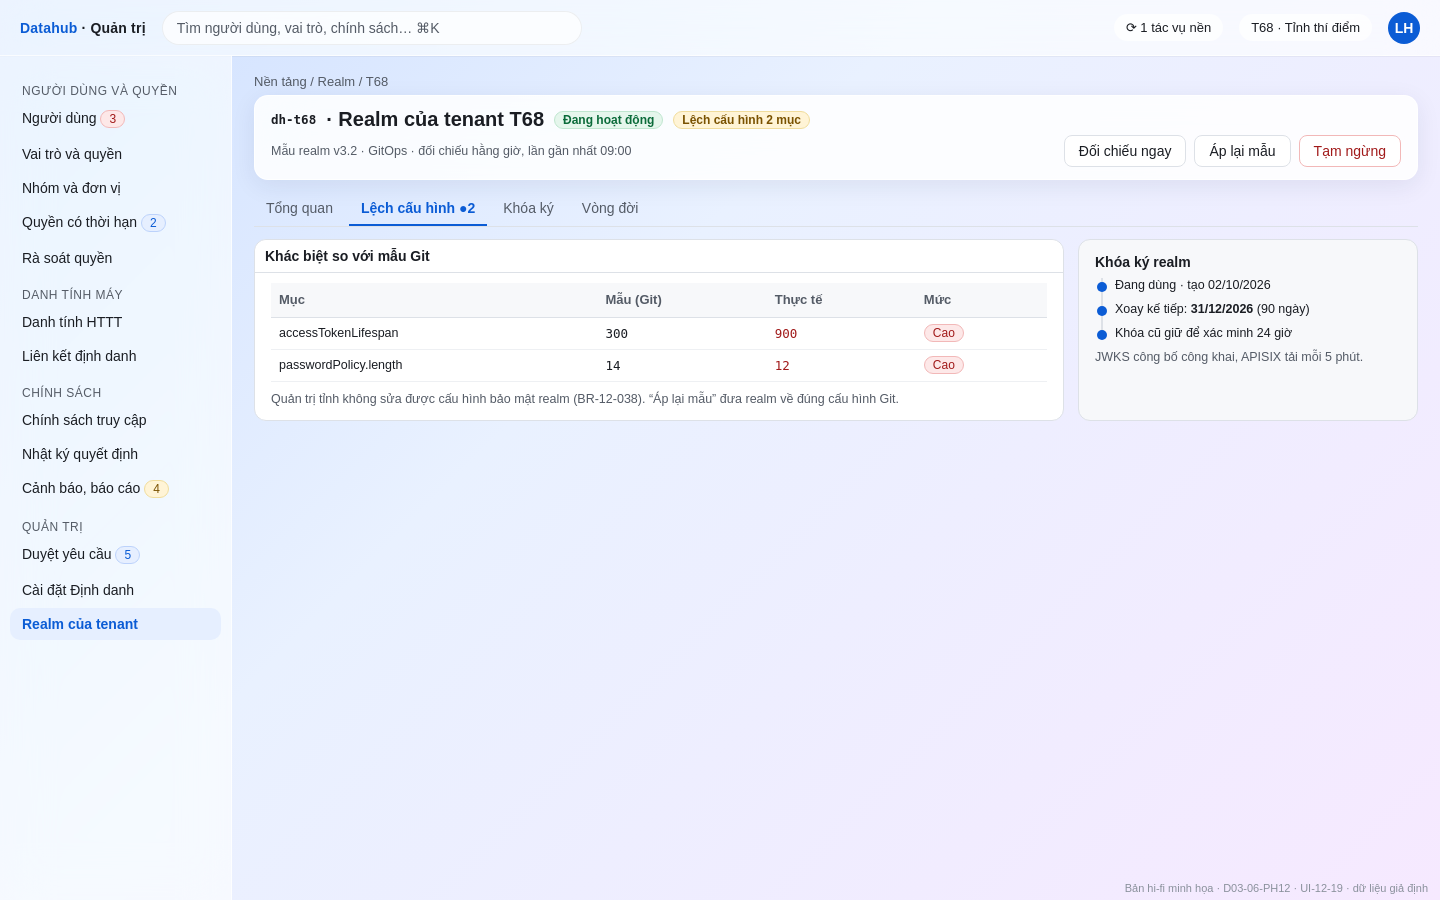 Datahub · Quản trị
Tìm người dùng, vai trò, chính sách… ⌘K
⟳ 1 tác vụ nền
T68 · Tỉnh thí điểm
LH
NGƯỜI DÙNG VÀ QUYỀN
Người dùng 3
Vai trò và quyền
Nhóm và đơn vị
Quyền có thời hạn 2
Rà soát quyền
DANH TÍNH MÁY
Danh tính HTTT
Liên kết định danh
CHÍNH SÁCH
Chính sách truy cập
Nhật ký quyết định
Cảnh báo, báo cáo 4
QUẢN TRỊ
Duyệt yêu cầu 5
Cài đặt Định danh
Realm của tenant
Nền tảng / Realm / T68
dh-t68 · Realm của tenant T68 Đang hoạt động Lệch cấu hình 2 mục
Mẫu realm v3.2 · GitOps · đối chiếu hằng giờ, lần gần nhất 09:00
Đối chiếu ngay Áp lại mẫu Tạm ngừng
Tổng quan Lệch cấu hình ●2 Khóa ký Vòng đời
Khác biệt so với mẫu Git
Mục Mẫu (Git) Thực tế Mức
accessTokenLifespan 300 900 Cao
passwordPolicy.length 14 12 Cao
Quản trị tỉnh không sửa được cấu hình bảo mật realm (BR-12-038). “Áp lại mẫu” đưa realm về đúng cấu hình Git.
Khóa ký realm
Đang dùng · tạo 02/10/2026
Xoay kế tiếp: 31/12/2026 (90 ngày)
Khóa cũ giữ để xác minh 24 giờ
JWKS công bố công khai, APISIX tải mỗi 5 phút.
Bản hi-fi minh họa · D03-06-PH12 · UI-12-19 · dữ liệu giả định